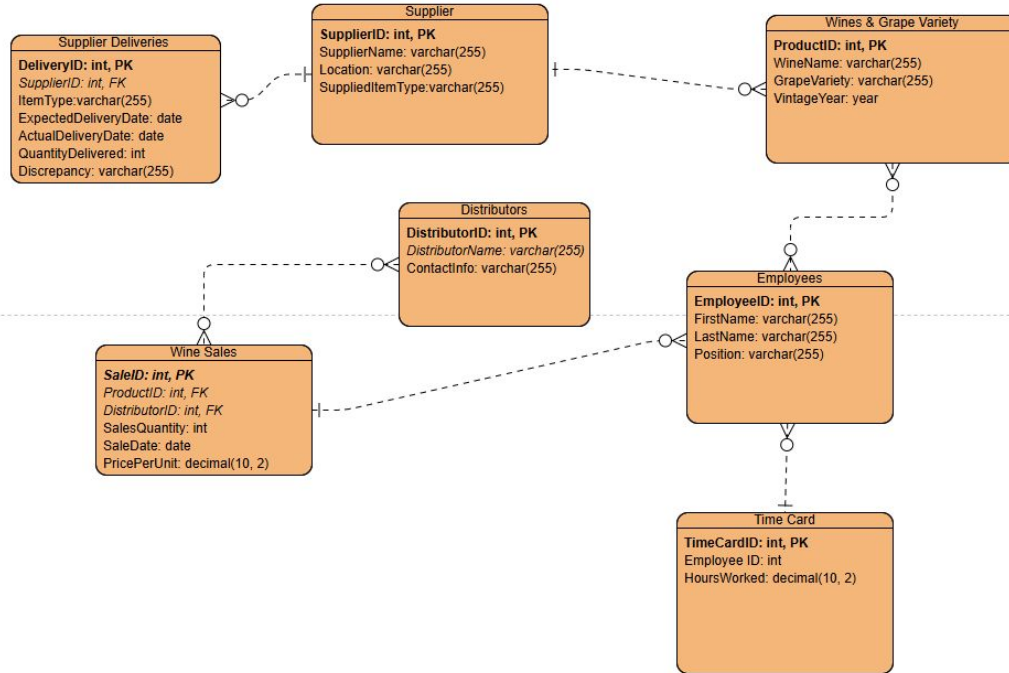 Supplier Deliveries
DeliveryID: int, PK
SupplierID: int, FK
ItemType:varchar(255)
ExpectedDeliveryDate: date
ActualDeliveryDate: date
QuantityDelivered: int
Discrepancy: varchar(255)
Supplier
SupplierID: int, PK
SupplierName: varchar(255)
Location: varchar(255)
SuppliedItemType:varchar(255)
Wines & Grape Variety
ProductID: int, PK
WineName: varchar(255)
GrapeVariety: varchar(255)
VintageYear: year
Distributors
DistributorID: int, PK
DistributorName: varchar(255)
ContactInfo: varchar(255)
Employees
EmployeeID: int, PK
FirstName: varchar(255)
LastName: varchar(255)
Position: varchar(255)
Wine Sales
SaleID: int, PK
ProductID: int, FK
DistributorID: int, FK
SalesQuantity: int
SaleDate: date
PricePerUnit: decimal(10, 2)
Time Card
TimeCardID: int, PK
Employee ID: int
HoursWorked: decimal(10, 2)